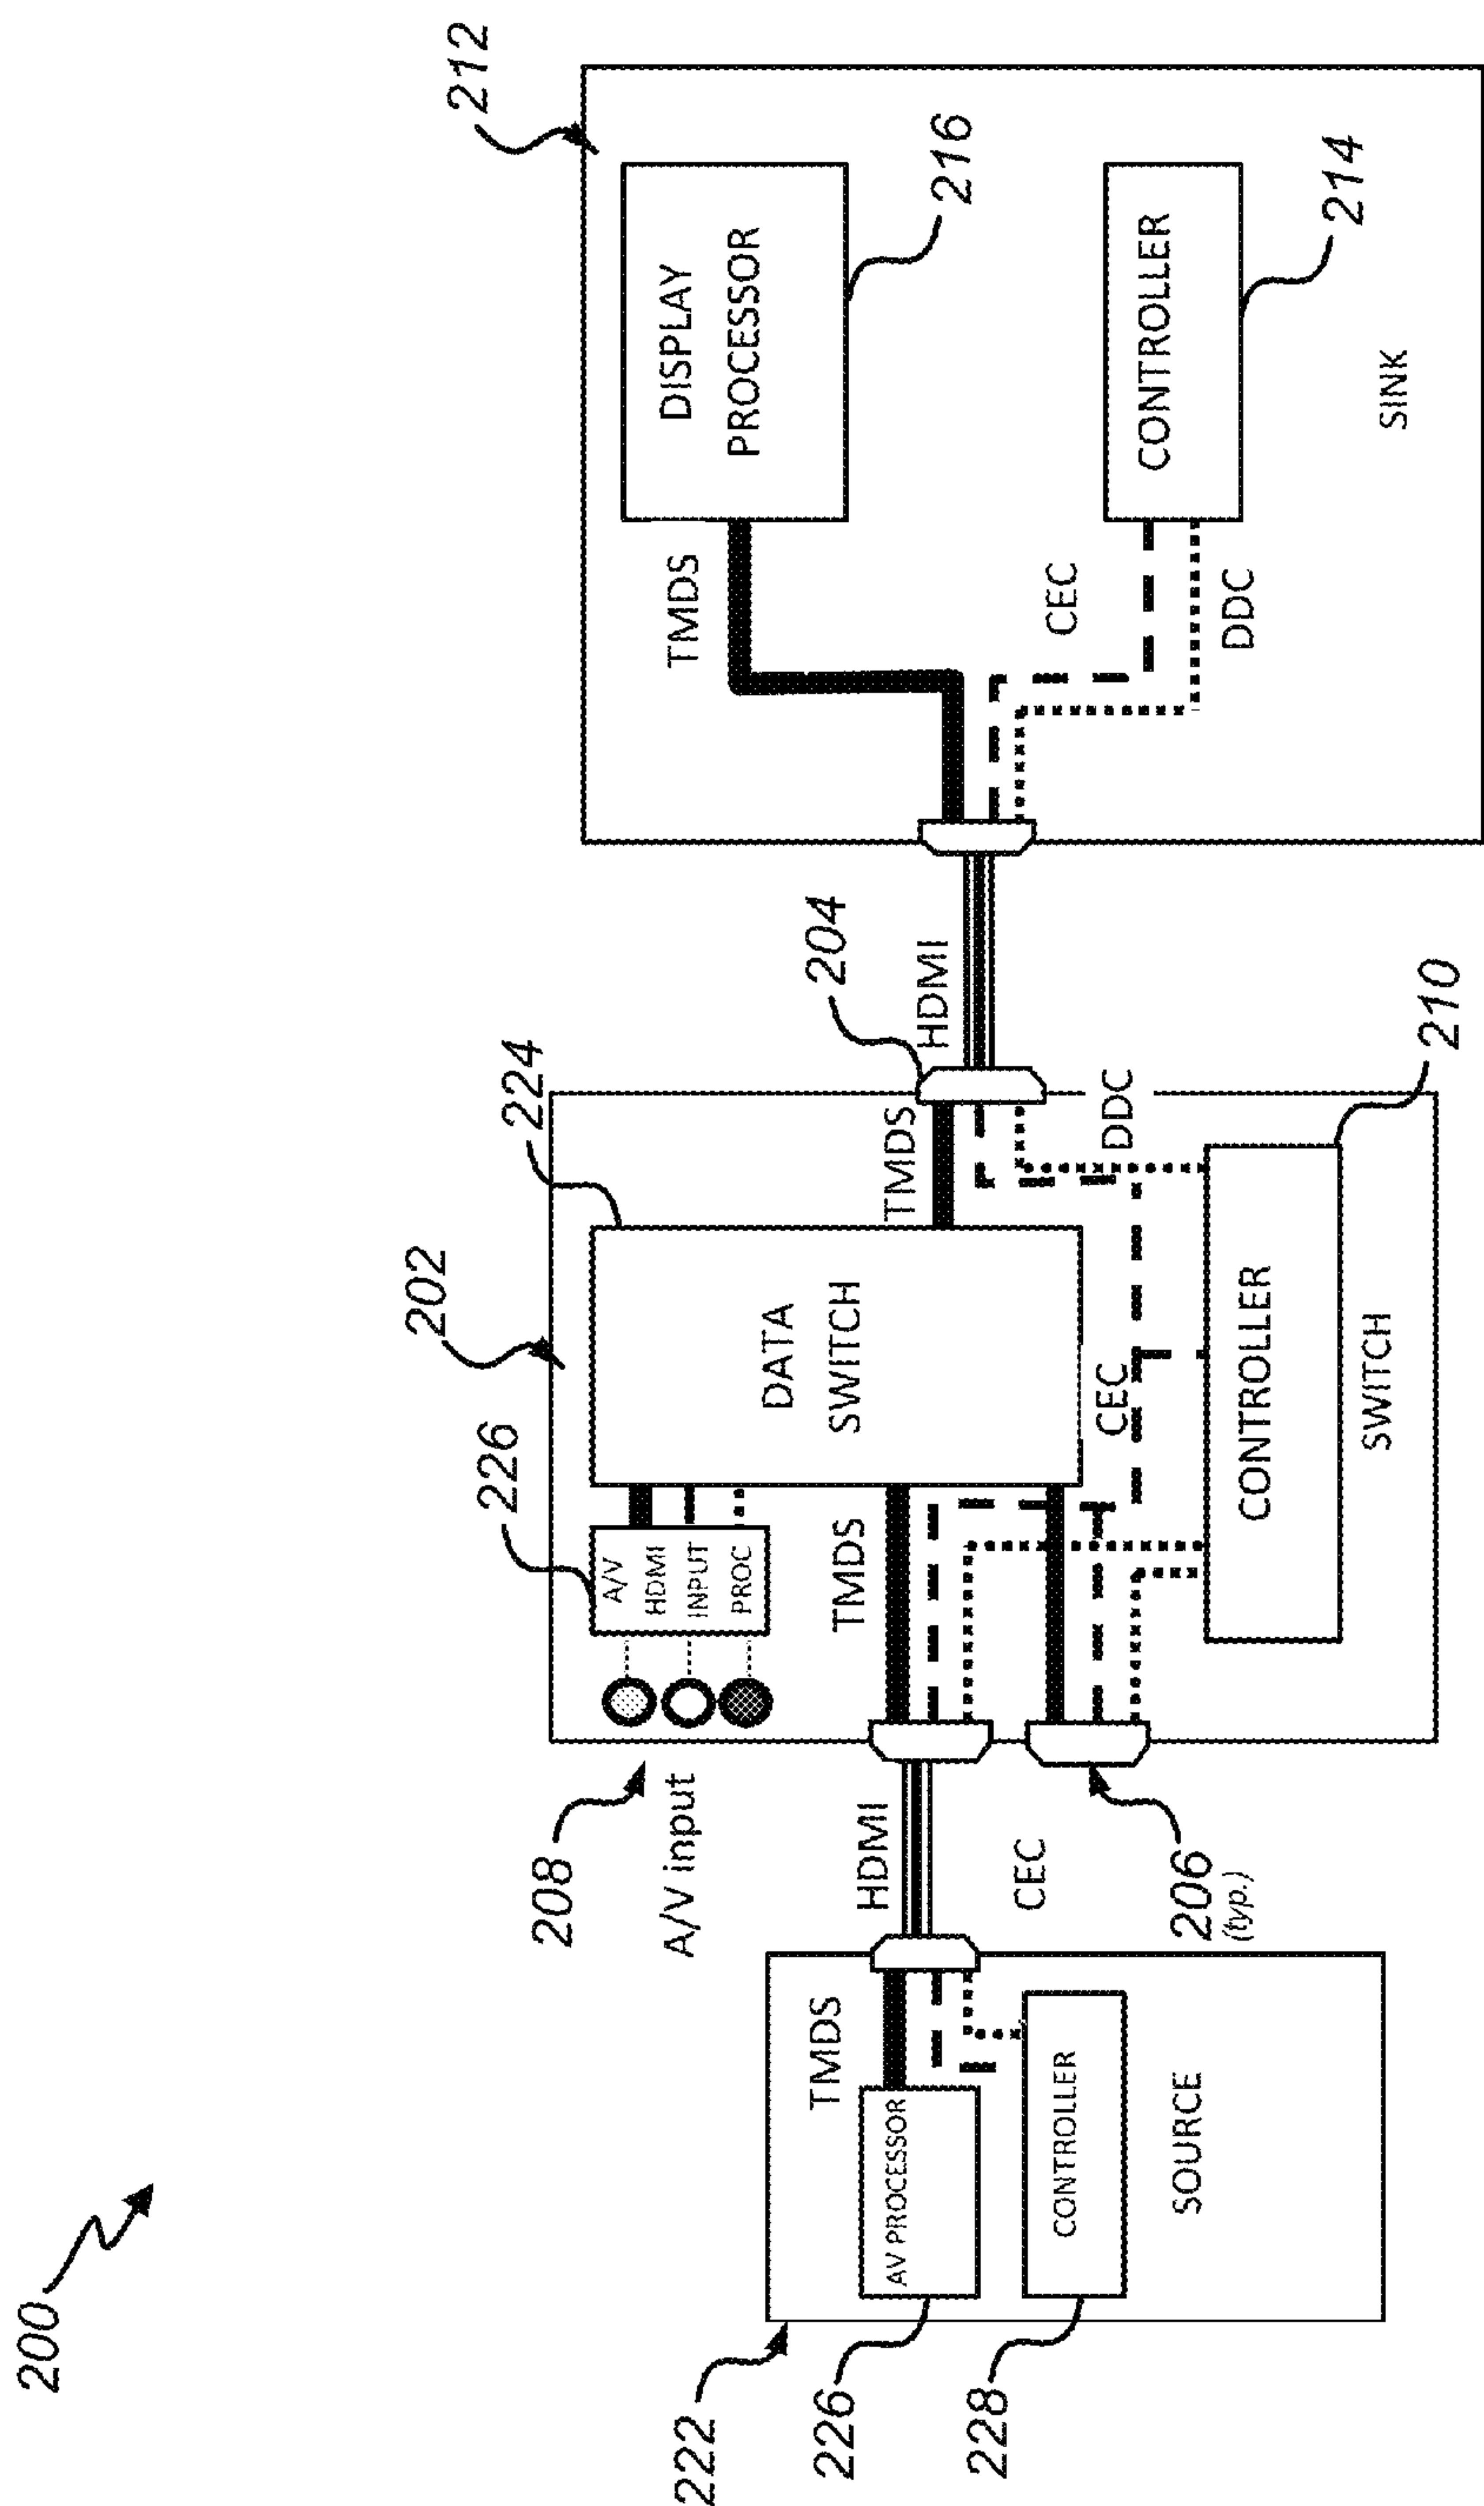 200
222
226
228
TMDS
AV PROCESSOR
CONTROLLER
SOURCE
HDMI
CEC
206
(typ.)
208
A/V input
226
A/V
HDMI
INPUT
PROC
202
224
DATA
SWITCH
TMDS
TMDS
CEC
DDC
CONTROLLER
SWITCH
210
204
HDMI
212
TMDS
DISPLAY
PROCESSOR
216
CEC
DDC
CONTROLLER
214
SINK